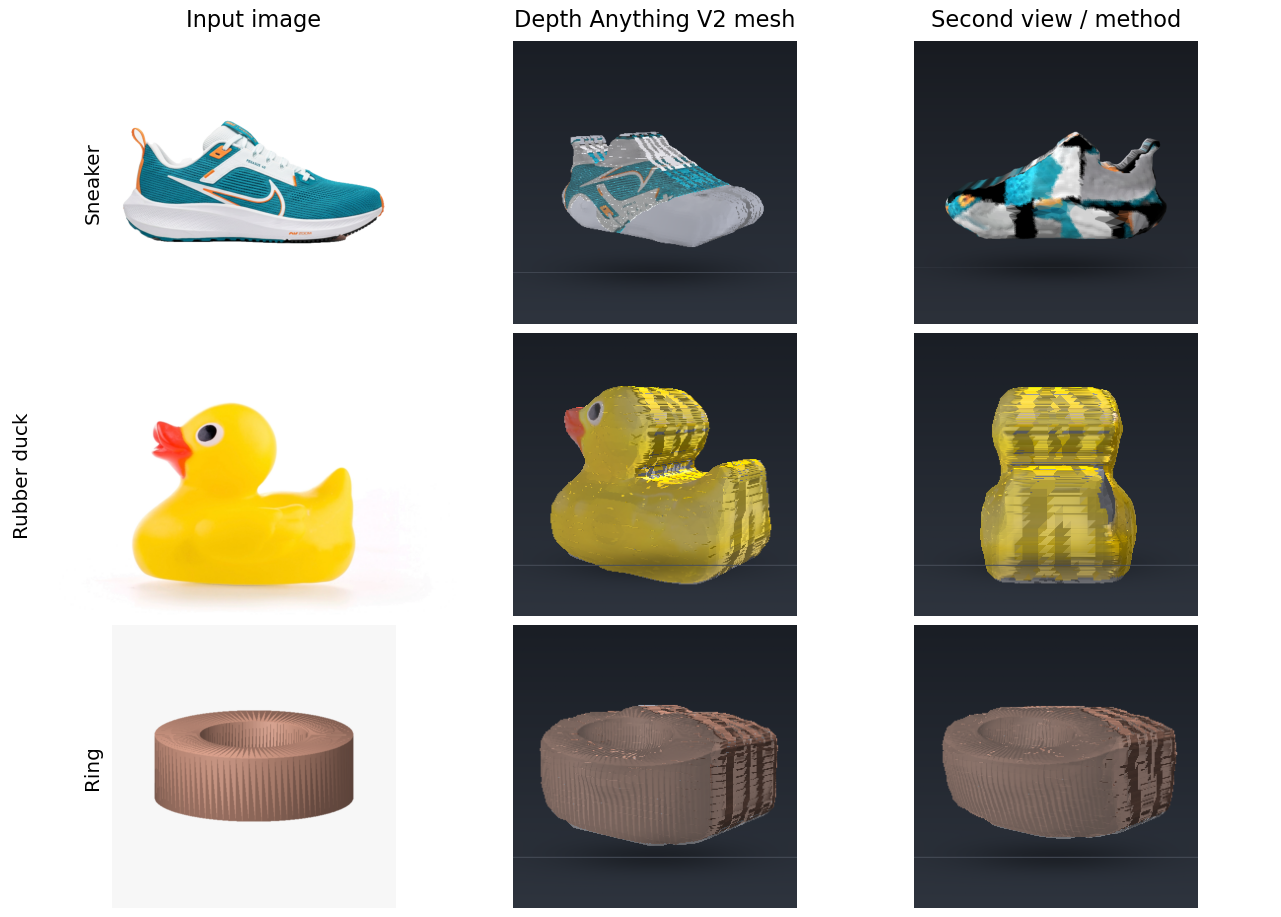 Input image
Depth Anything V2 mesh
Second view / method
Sneaker
Rubber duck
Ring